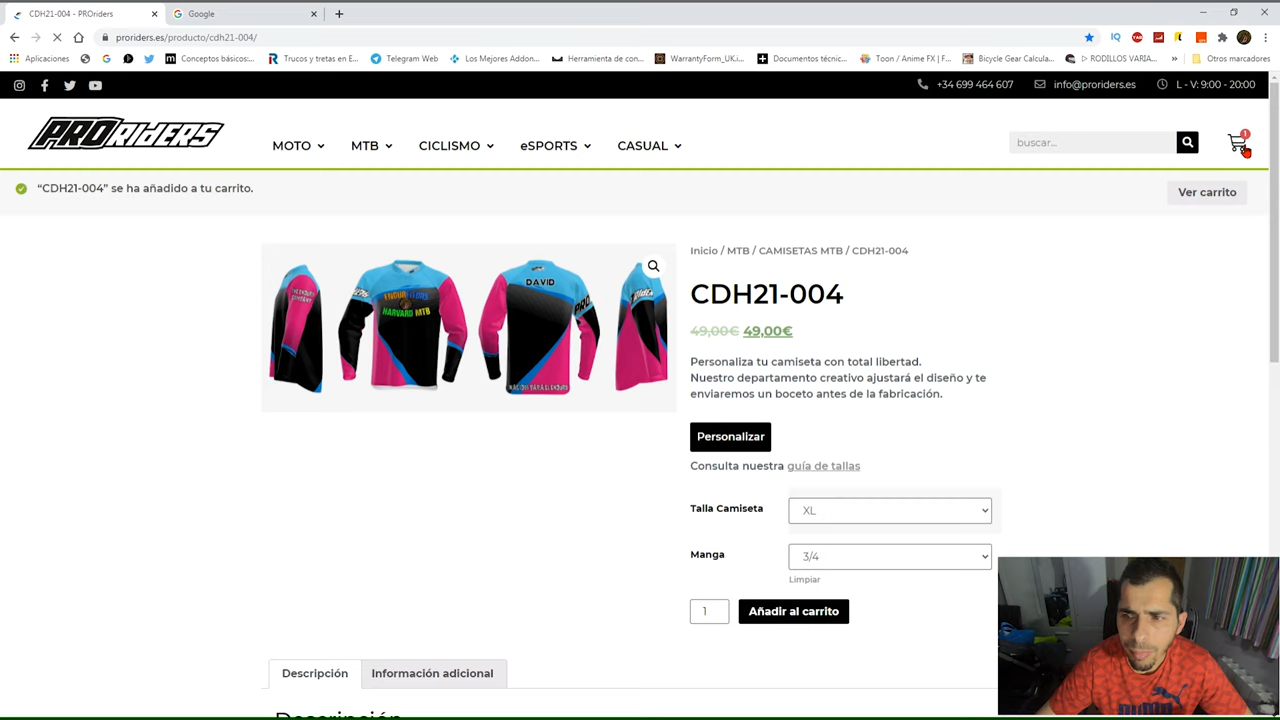 CDH21-004 - PROriders
Google
proriders.es/producto/cdh21-004/
Aplicaciones
Conceptos básicos:...
Trucos y tretas en E...
Telegram Web
Los Mejores Addon...
Herramienta de con...
WarrantyForm_UK.i...
Documentos técnic...
Toon / Anime FX | F...
Bicycle Gear Calcula...
▷ RODILLOS VARIA...
Otros marcadores
+34 699 464 607
info@proriders.es
L - V: 9:00 - 20:00
PRORIDERS
MOTO
MTB
CICLISMO
eSPORTS
CASUAL
buscar...
1
“CDH21-004” se ha añadido a tu carrito.
Ver carrito
Inicio / MTB / CAMISETAS MTB / CDH21-004
CDH21-004
49,00€ 49,00€
DAVID
HARVARD MTB
Personaliza tu camiseta con total libertad.
Nuestro departamento creativo ajustará el diseño y te
enviaremos un boceto antes de la fabricación.
Personalizar
Consulta nuestra guía de tallas
Talla Camiseta
XL
Manga
3/4
Limpiar
1
Añadir al carrito
Descripción
Información adicional
Descripción
PUMA